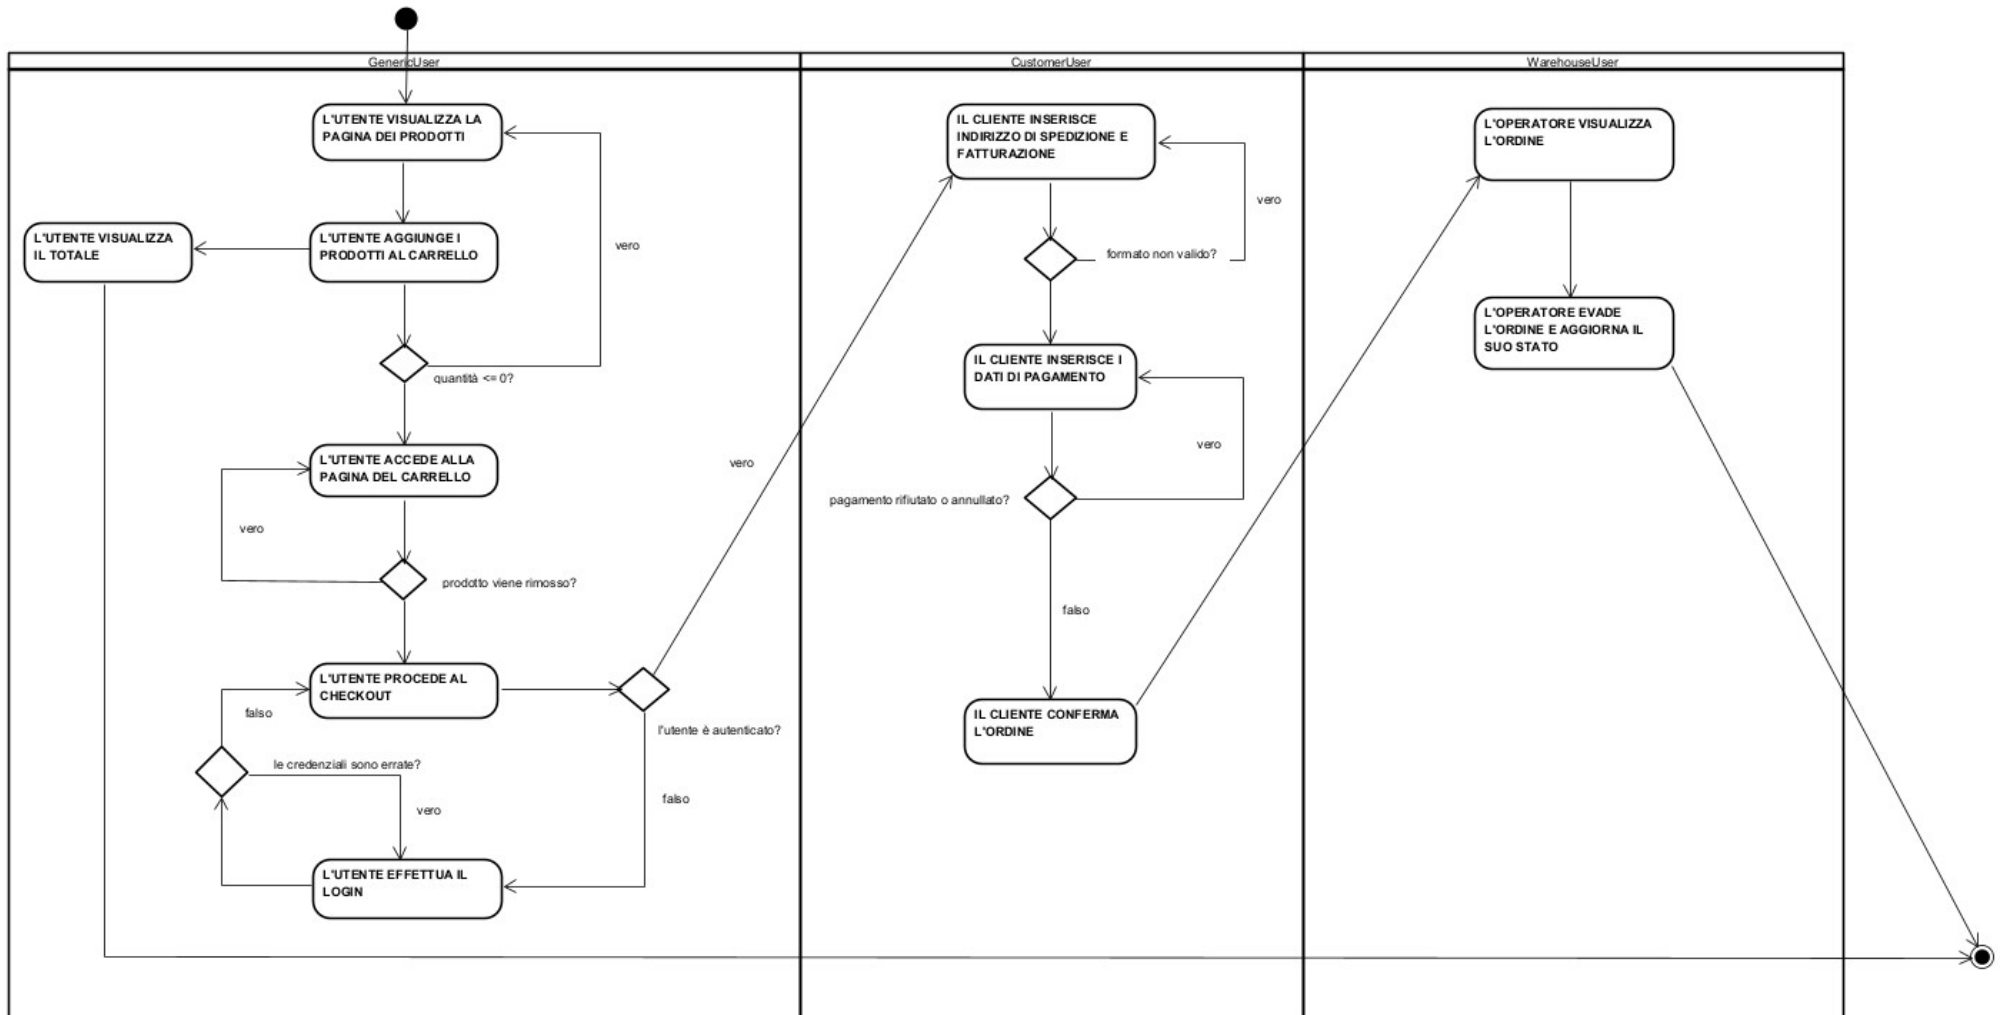 GenericUser
CustomerUser
WarehouseUser
L'UTENTE VISUALIZZA LA
PAGINA DEI PRODOTTI
L'UTENTE VISUALIZZA
IL TOTALE
L'UTENTE AGGIUNGE I
PRODOTTI AL CARRELLO
vero
quantità <= 0?
L'UTENTE ACCEDE ALLA
PAGINA DEL CARRELLO
vero
prodotto viene rimosso?
L'UTENTE PROCEDE AL
CHECKOUT
falso
vero
l'utente è autenticato?
le credenziali sono errate?
vero
falso
L'UTENTE EFFETTUA IL
LOGIN
IL CLIENTE INSERISCE
INDIRIZZO DI SPEDIZIONE E
FATTURAZIONE
vero
formato non valido?
IL CLIENTE INSERISCE I
DATI DI PAGAMENTO
vero
pagamento rifiutato o annullato?
falso
IL CLIENTE CONFERMA
L'ORDINE
L'OPERATORE VISUALIZZA
L'ORDINE
L'OPERATORE EVADE
L'ORDINE E AGGIORNA IL
SUO STATO